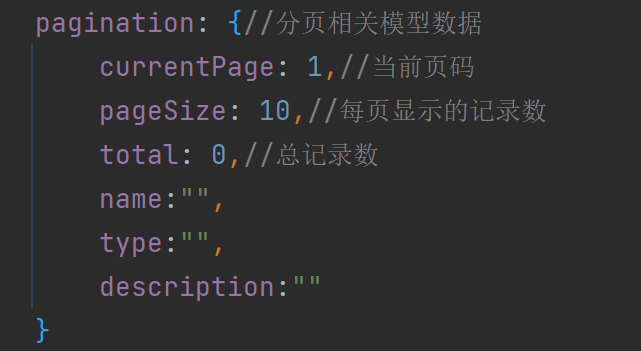 pagination: {//分页相关模型数据
currentPage: 1,//当前页码
pageSize: 10,//每页显示的记录数
total: 0,//总记录数
name:"",
type:"",
description:""
}